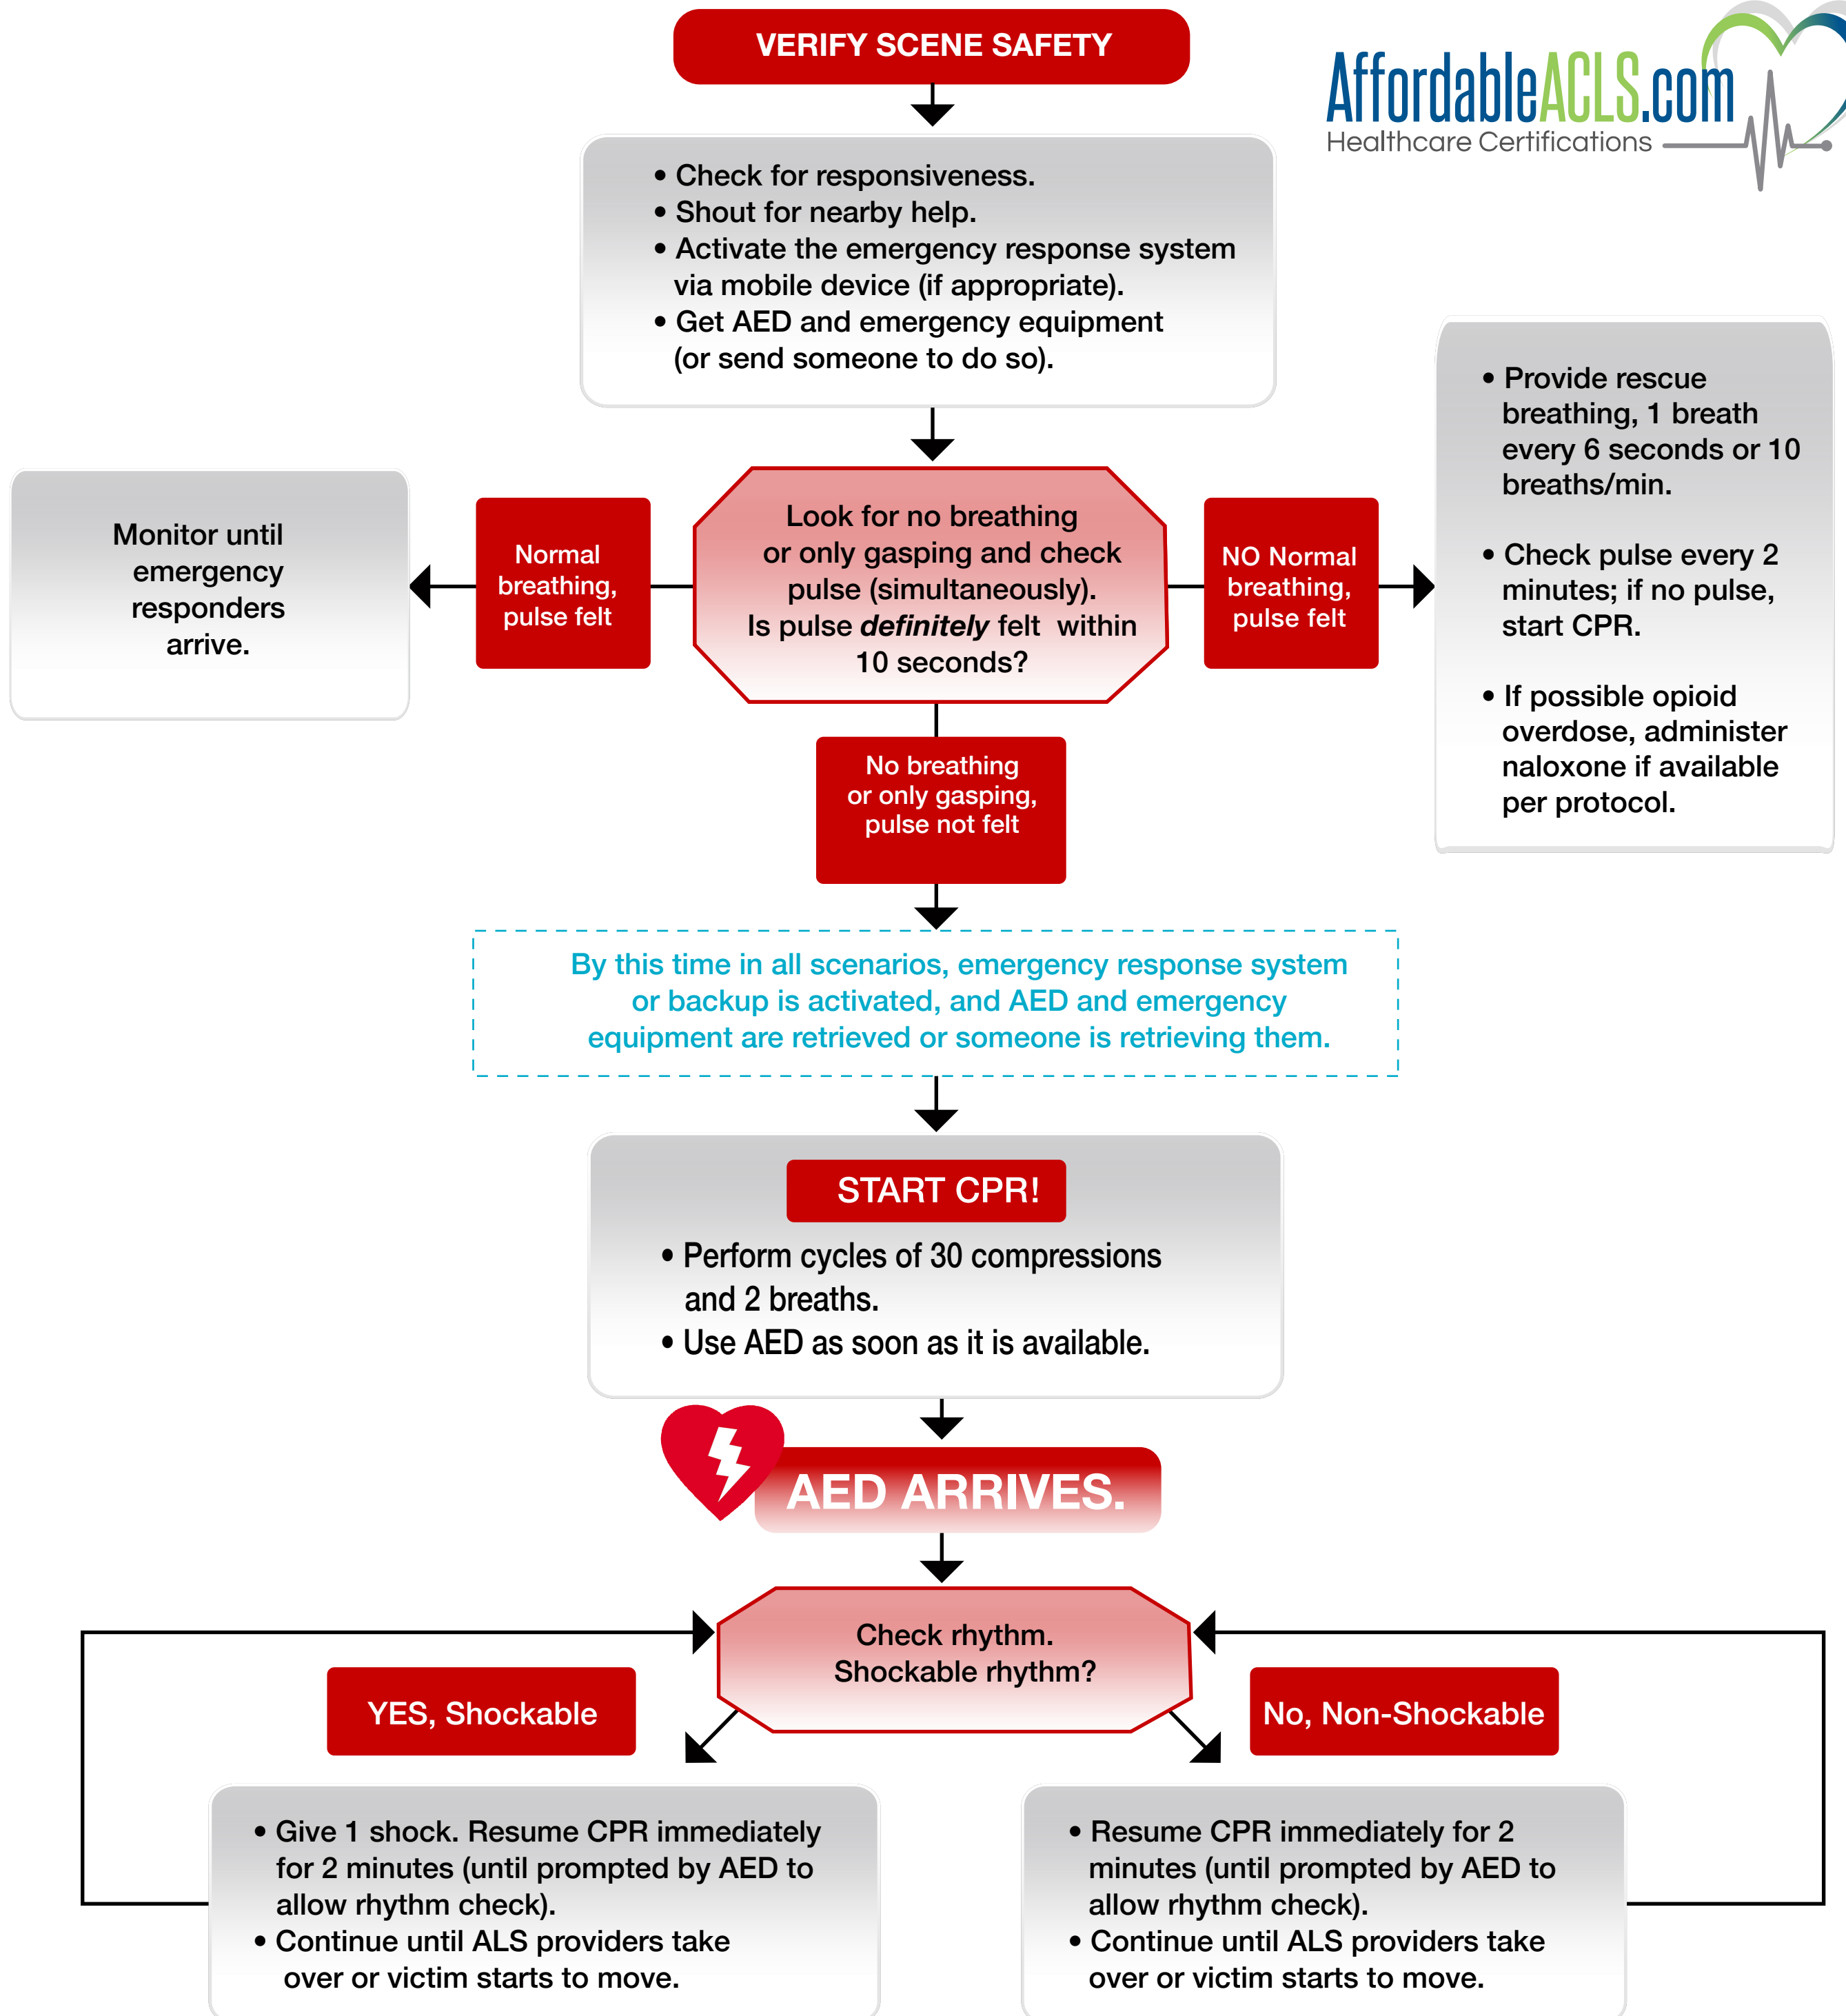 VERIFY SCENE SAFETY
AffordableACLS.com
Healthcare Certifications
• Check for responsiveness.
• Shout for nearby help.
• Activate the emergency response system
via mobile device (if appropriate).
• Get AED and emergency equipment
(or send someone to do so).
Monitor until
emergency
responders
arrive.
Normal
breathing,
pulse felt
Look for no breathing
or only gasping and check
pulse (simultaneously).
Is pulse definitely felt within
10 seconds?
NO Normal
breathing,
pulse felt
• Provide rescue
breathing, 1 breath
every 6 seconds or 10
breaths/min.
• Check pulse every 2
minutes; if no pulse,
start CPR.
• If possible opioid
overdose, administer
naloxone if available
per protocol.
No breathing
or only gasping,
pulse not felt
By this time in all scenarios, emergency response system
or backup is activated, and AED and emergency
equipment are retrieved or someone is retrieving them.
START CPR!
• Perform cycles of 30 compressions
and 2 breaths.
• Use AED as soon as it is available.
AED ARRIVES.
Check rhythm.
Shockable rhythm?
YES, Shockable
No, Non-Shockable
• Give 1 shock. Resume CPR immediately
for 2 minutes (until prompted by AED to
allow rhythm check).
• Continue until ALS providers take
over or victim starts to move.
• Resume CPR immediately for 2
minutes (until prompted by AED to
allow rhythm check).
• Continue until ALS providers take
over or victim starts to move.